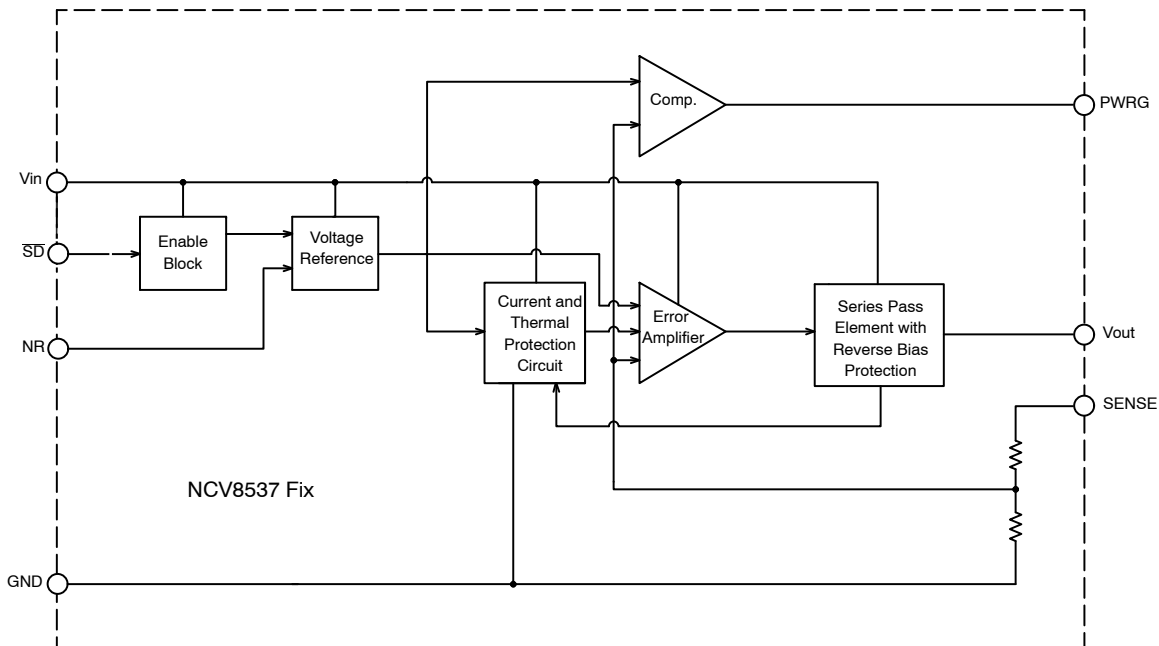 Comp.
PWRG
Vin
Enable
Block
Voltage
Reference
SD
NR
Current and
Thermal
Protection
Circuit
Error
Amplifier
Series Pass
Element with
Reverse Bias
Protection
Vout
SENSE
NCV8537 Fix
GND